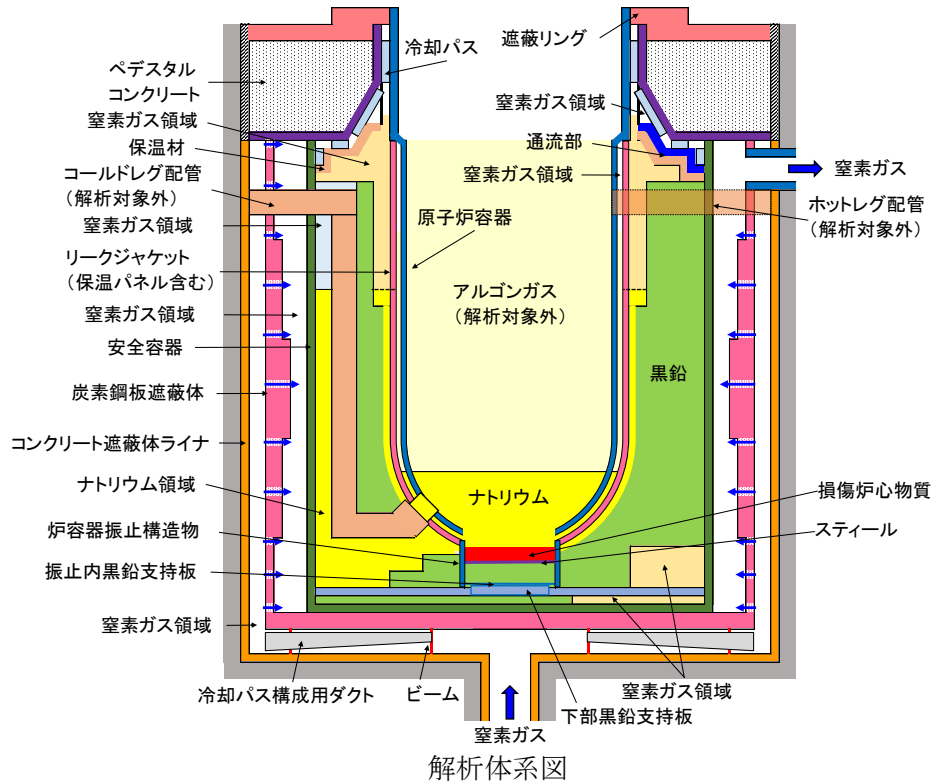 ペデスタル
コンクリート
窒素ガス領域
保温材
コールドレグ配管
(解析対象外)
窒素ガス領域
リークジャケット
(保温パネル含む)
窒素ガス領域
安全容器
炭素鋼板遮蔽体
コンクリート遮蔽体ライナ
ナトリウム領域
炉容器振止構造物
振止内黒鉛支持板
窒素ガス領域
冷却パス構成用ダクト
ビーム
冷却パス
原子炉容器
アルゴンガス
(解析対象外)
ナトリウム
遮蔽リング
窒素ガス領域
通流部
窒素ガス領域
窒素ガス
ホットレグ配管
(解析対象外)
黒鉛
損傷炉心物質
スティール
窒素ガス領域
下部黒鉛支持板
窒素ガス
解析体系図